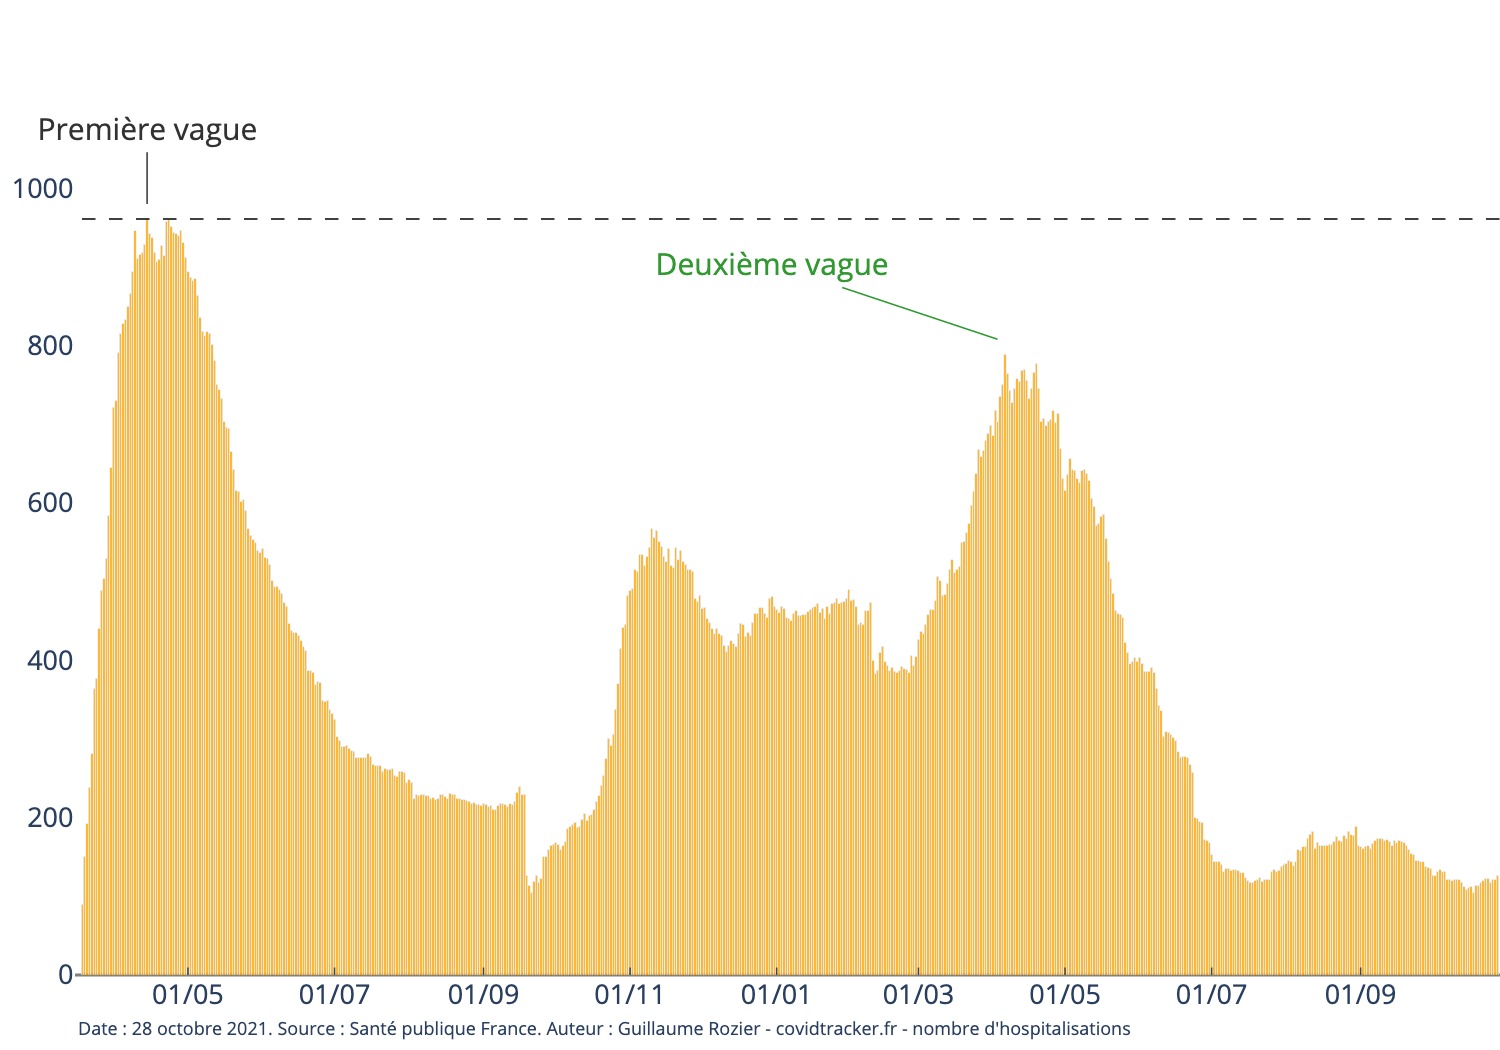 Première vague
1000
Deuxième vague
800
600
400
200
0
01/05 01/07 01/09 01/11 01/01 01/03 01/05 01/07 01/09
Date : 28 octobre 2021. Source : Santé publique France. Auteur : Guillaume Rozier - covidtracker.fr - nombre d'hospitalisations